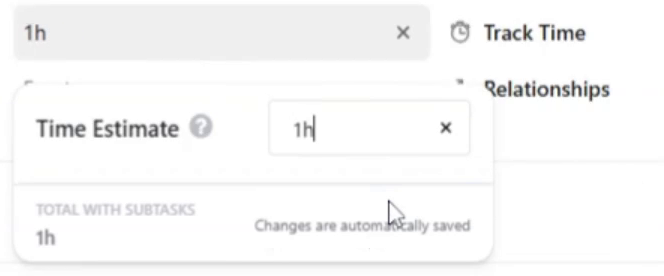 1h
Track Time
Relationships
Time Estimate
1h
TOTAL WITH SUBTASKS
1h
Changes are automatically saved